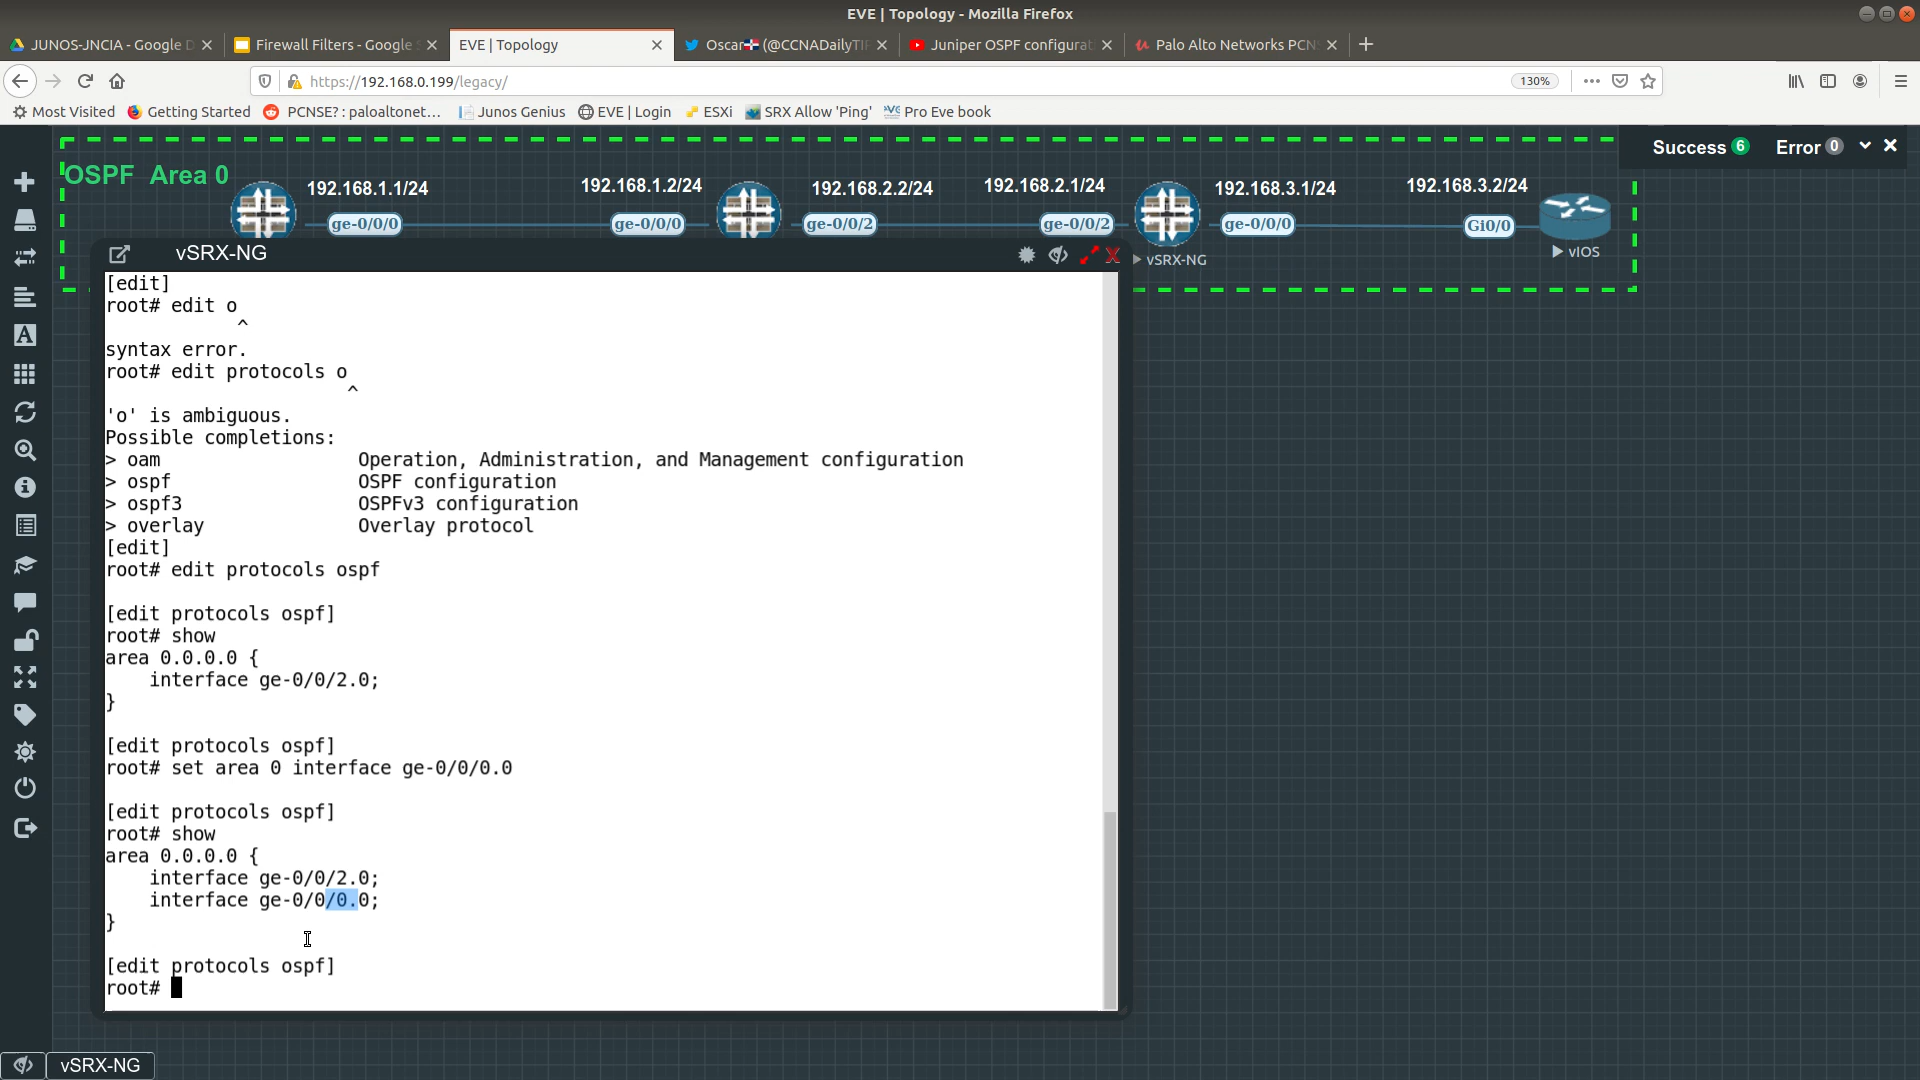 EVE | Topology - Mozilla Firefox
JUNOS-JNCIA - Google D
Firewall Filters - Google S
EVE | Topology
Oscar (@CCNADailyTIP
Juniper OSPF configurat
Palo Alto Networks PCN
https://192.168.0.199/legacy/
130%
Most Visited
Getting Started
PCNSE? : paloaltonet...
Junos Genius
EVE | Login
ESXi
SRX Allow 'Ping'
Pro Eve book
Success 6
Error 0
OSPF Area 0
192.168.1.1/24
192.168.1.2/24
192.168.2.2/24
192.168.2.1/24
192.168.3.1/24
192.168.3.2/24
ge-0/0/0
ge-0/0/0
ge-0/0/2
ge-0/0/2
ge-0/0/0
Gi0/0
vSRX-NG
vIOS
vSRX-NG
[edit]
root# edit o
^
syntax error.
root# edit protocols o
^
'o' is ambiguous.
Possible completions:
> oam Operation, Administration, and Management configuration
> ospf OSPF configuration
> ospf3 OSPFv3 configuration
> overlay Overlay protocol
[edit]
root# edit protocols ospf
[edit protocols ospf]
root# show
area 0.0.0.0 {
interface ge-0/0/2.0;
}
[edit protocols ospf]
root# set area 0 interface ge-0/0/0.0
[edit protocols ospf]
root# show
area 0.0.0.0 {
interface ge-0/0/2.0;
interface ge-0/0/0.0;
}
[edit protocols ospf]
root#
vSRX-NG